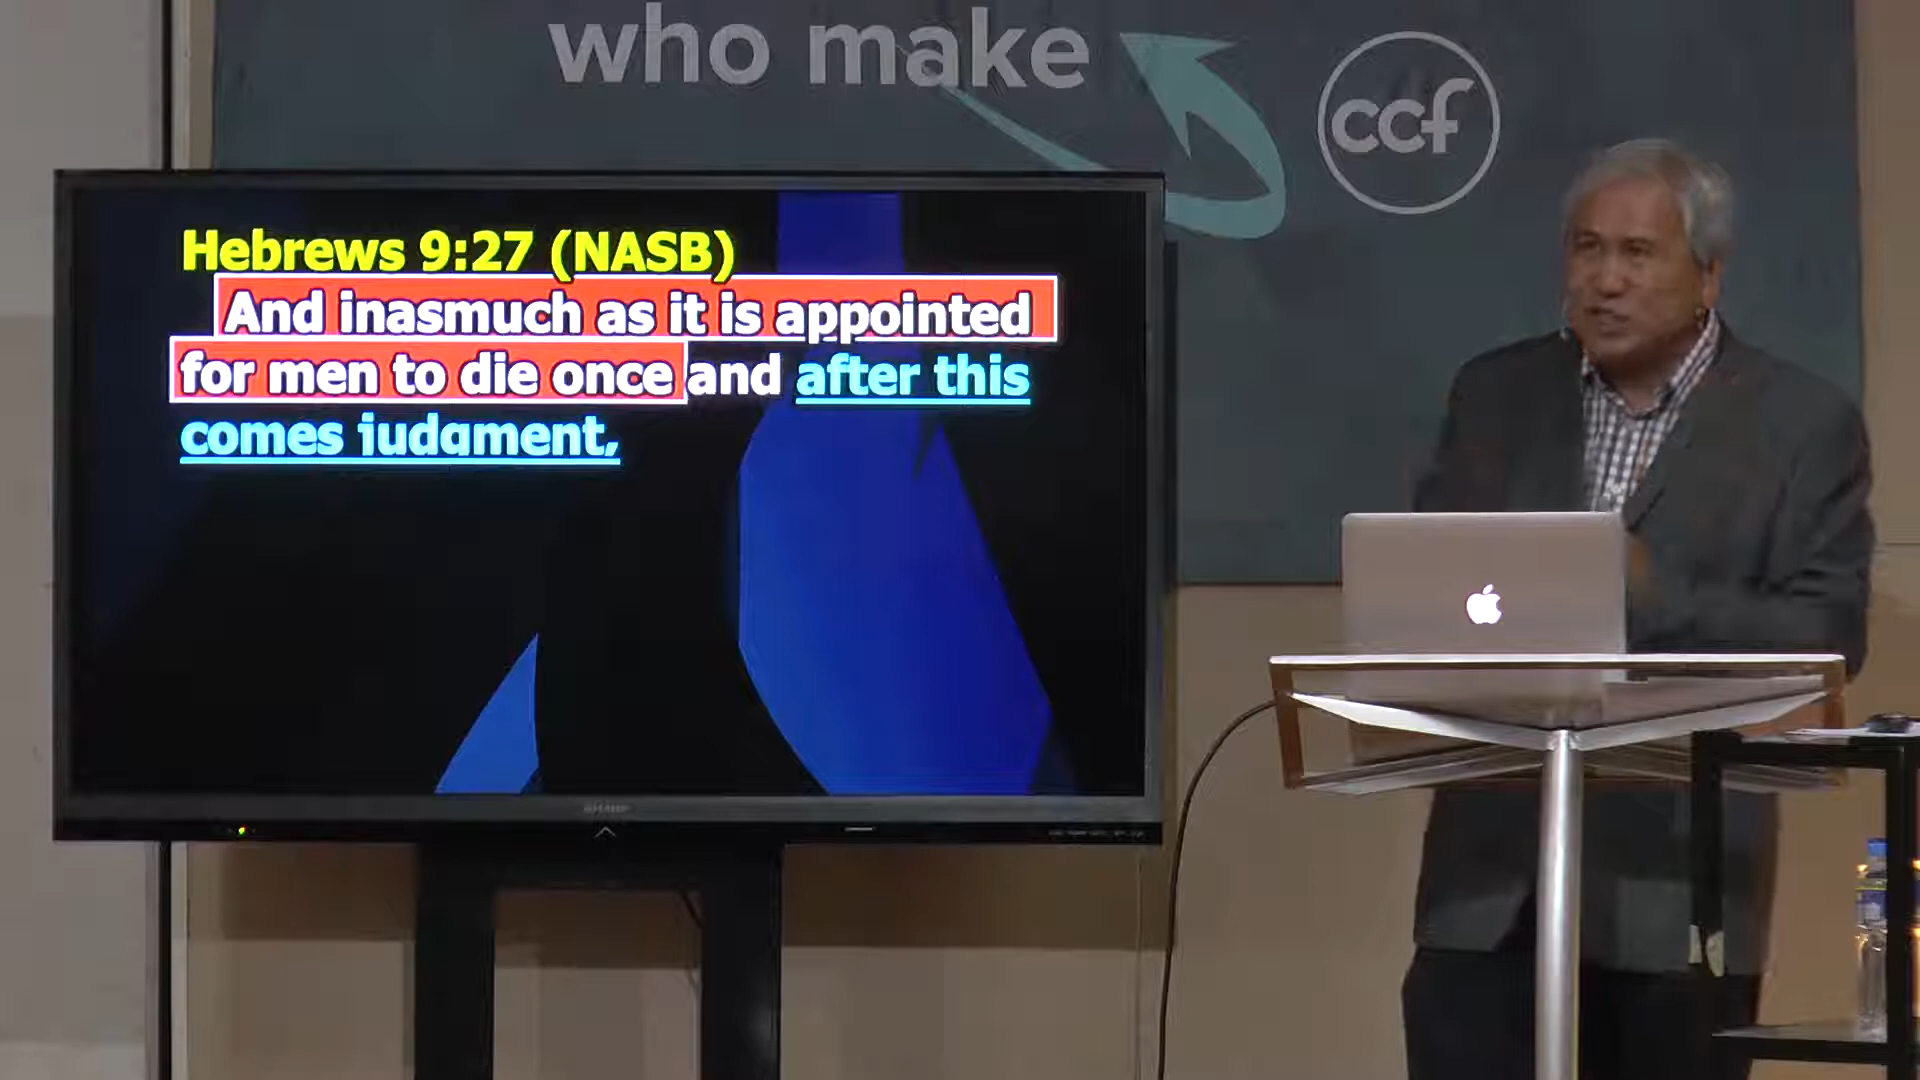 who make
ccf
Hebrews 9:27 (NASB)
And inasmuch as it is appointed
for men to die once and after this
comes judgment,
SHARP